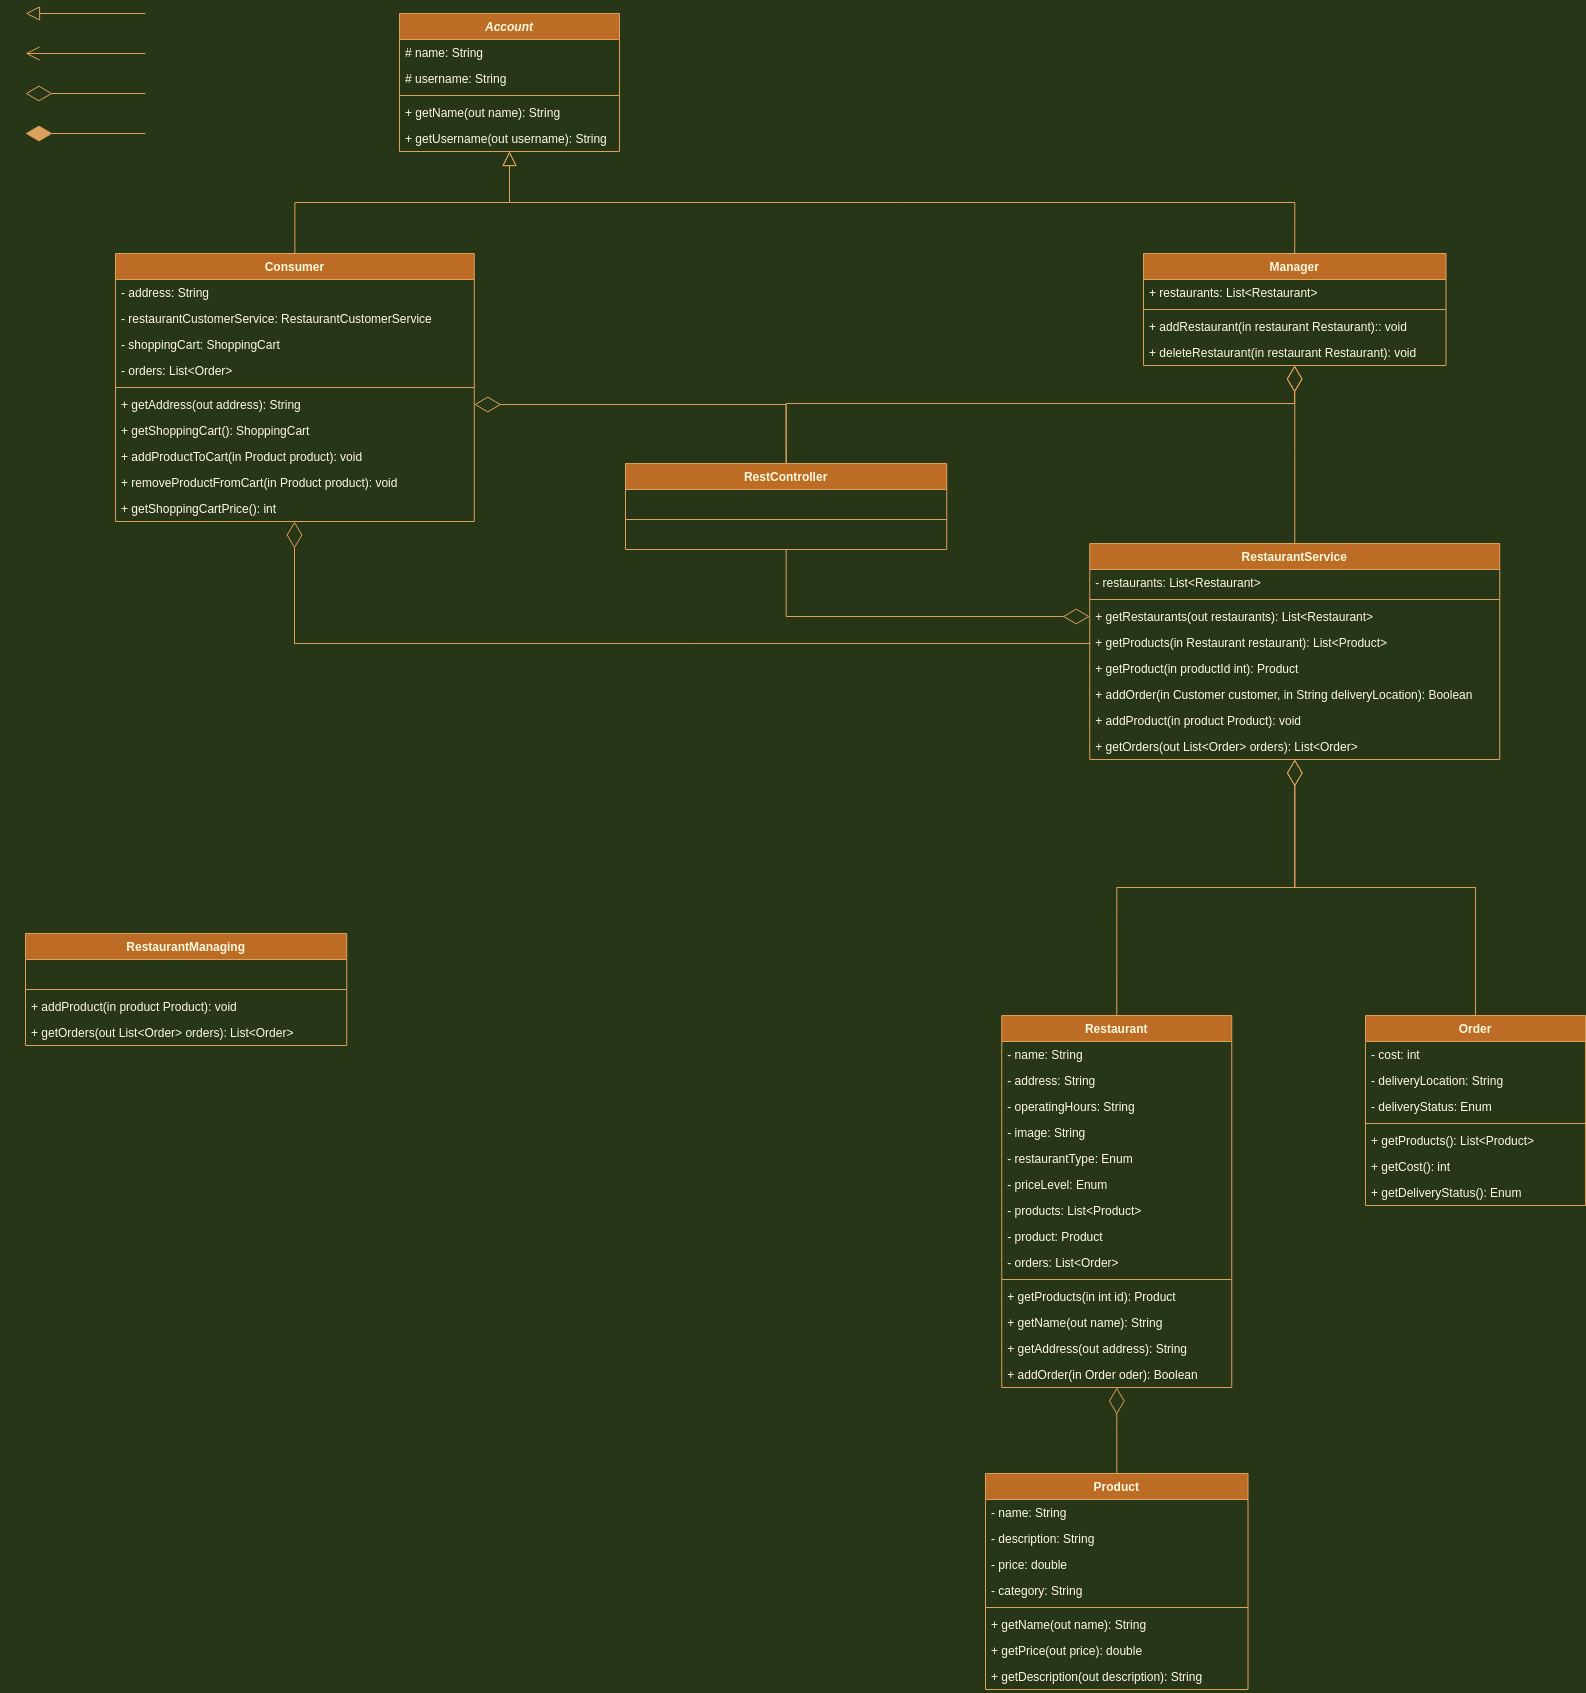 Account
# name: String
# username: String
+ getName(out name): String
+ getUsername(out username): String
Consumer
- address: String
- restaurantCustomerService: RestaurantCustomerService
- shoppingCart: ShoppingCart
- orders: List<Order>
+ getAddress(out address): String
+ getShoppingCart(): ShoppingCart
+ addProductToCart(in Product product): void
+ removeProductFromCart(in Product product): void
+ getShoppingCartPrice(): int
Manager
+ restaurants: List<Restaurant>
+ addRestaurant(in restaurant Restaurant):: void
+ deleteRestaurant(in restaurant Restaurant): void
RestController
RestaurantService
- restaurants: List<Restaurant>
+ getRestaurants(out restaurants): List<Restaurant>
+ getProducts(in Restaurant restaurant): List<Product>
+ getProduct(in productId int): Product
+ addOrder(in Customer customer, in String deliveryLocation): Boolean
+ addProduct(in product Product): void
+ getOrders(out List<Order> orders): List<Order>
RestaurantManaging
+ addProduct(in product Product): void
+ getOrders(out List<Order> orders): List<Order>
Restaurant
- name: String
- address: String
- operatingHours: String
- image: String
- restaurantType: Enum
- priceLevel: Enum
- products: List<Product>
- product: Product
- orders: List<Order>
+ getProducts(in int id): Product
+ getName(out name): String
+ getAddress(out address): String
+ addOrder(in Order oder): Boolean
Order
- cost: int
- deliveryLocation: String
- deliveryStatus: Enum
+ getProducts(): List<Product>
+ getCost(): int
+ getDeliveryStatus(): Enum
Product
- name: String
- description: String
- price: double
- category: String
+ getName(out name): String
+ getPrice(out price): double
+ getDescription(out description): String